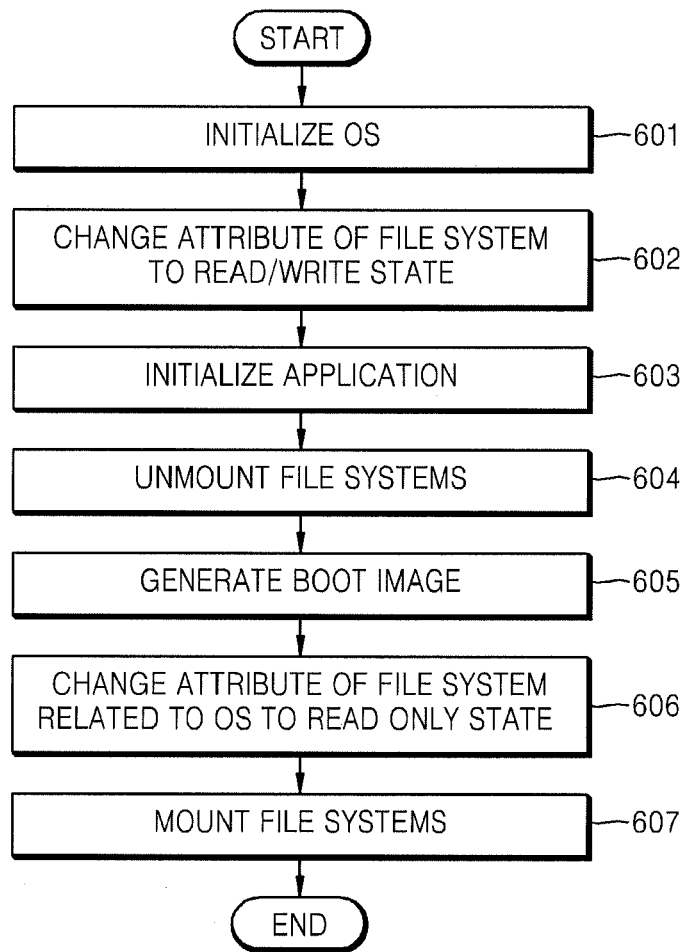 START
INITIALIZE OS
601
CHANGE ATTRIBUTE OF FILE SYSTEM
TO READ/WRITE STATE
602
INITIALIZE APPLICATION
603
UNMOUNT FILE SYSTEMS
604
GENERATE BOOT IMAGE
605
CHANGE ATTRIBUTE OF FILE SYSTEM
RELATED TO OS TO READ ONLY STATE
606
MOUNT FILE SYSTEMS
607
END